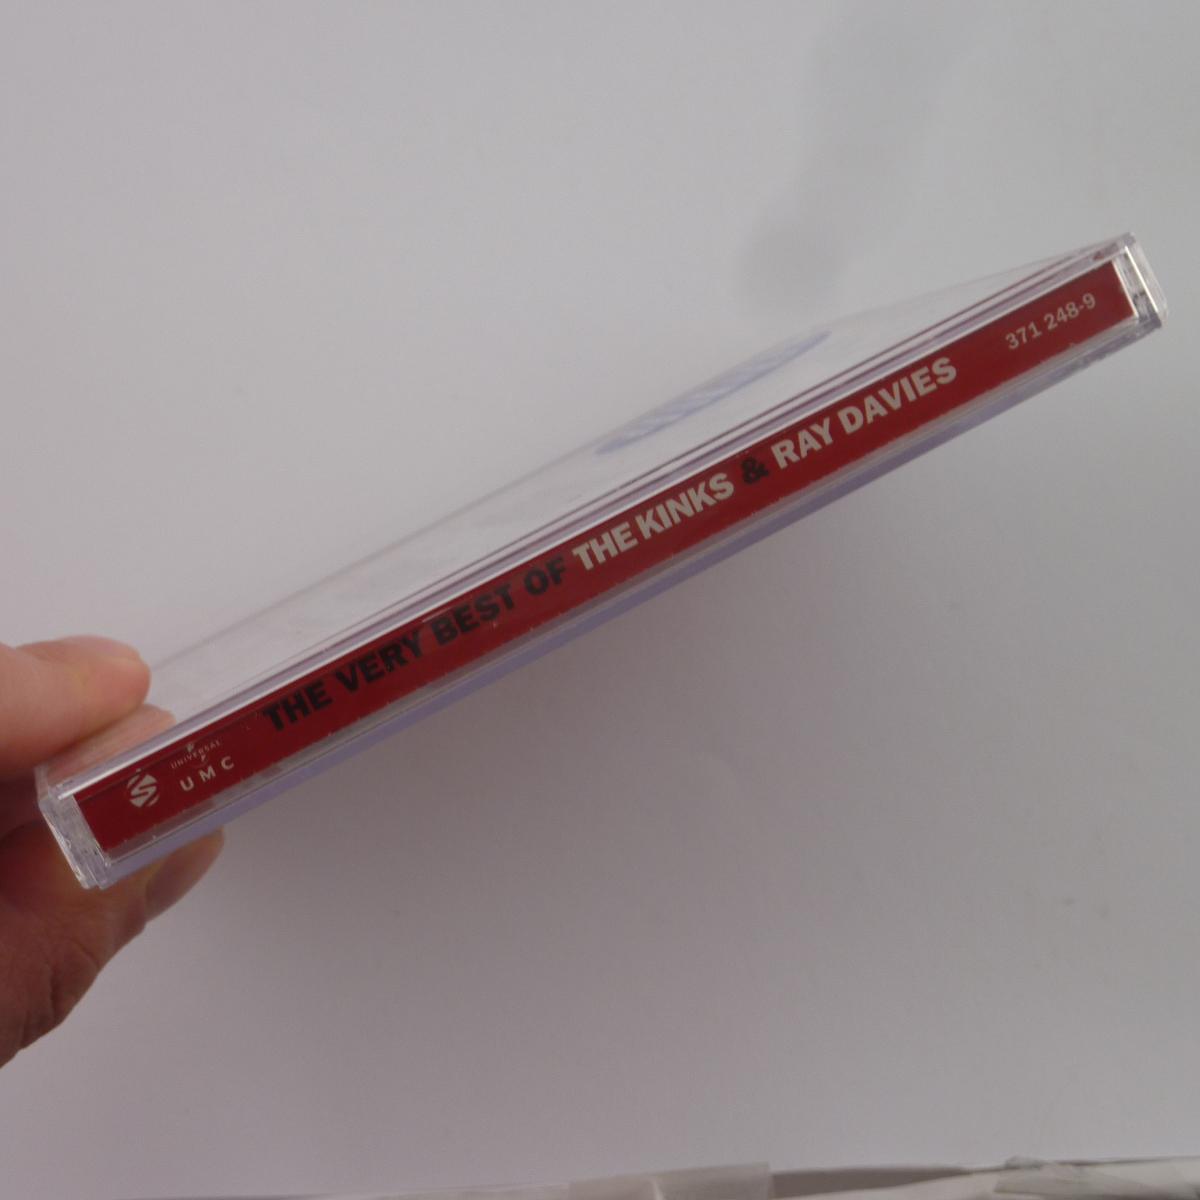 UNIVERSAL
UMC
THE VERY BEST OF THE KINKS & RAY DAVIES
371 248-9